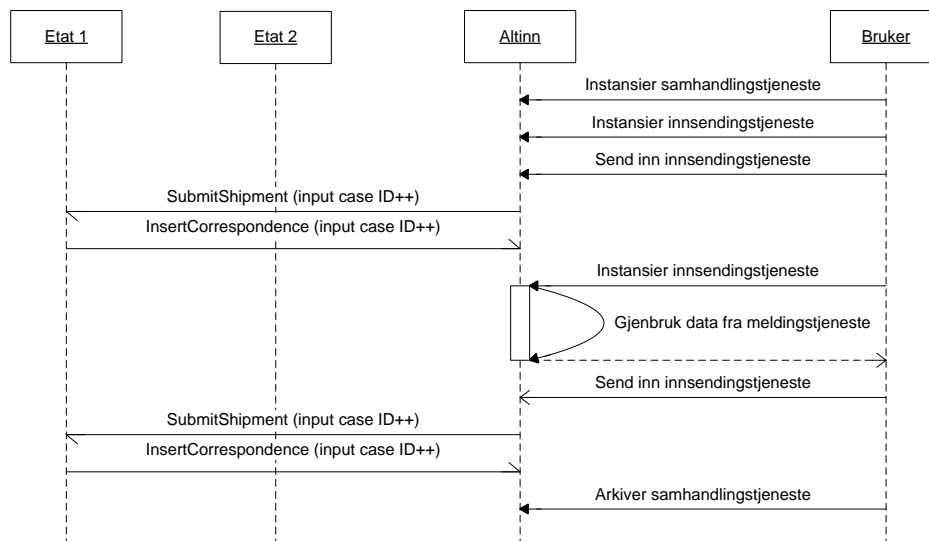 Etat 1
Etat 2
Altinn
Bruker
Instansier samhandlingstjeneste
Instansier innsendingstjeneste
Send inn innsendingstjeneste
SubmitShipment (input case ID++)
InsertCorrespondence (input case ID++)
Instansier innsendingstjeneste
Gjenbruk data fra meldingstjeneste
Send inn innsendingstjeneste
SubmitShipment (input case ID++)
InsertCorrespondence (input case ID++)
Arkiver samhandlingstjeneste